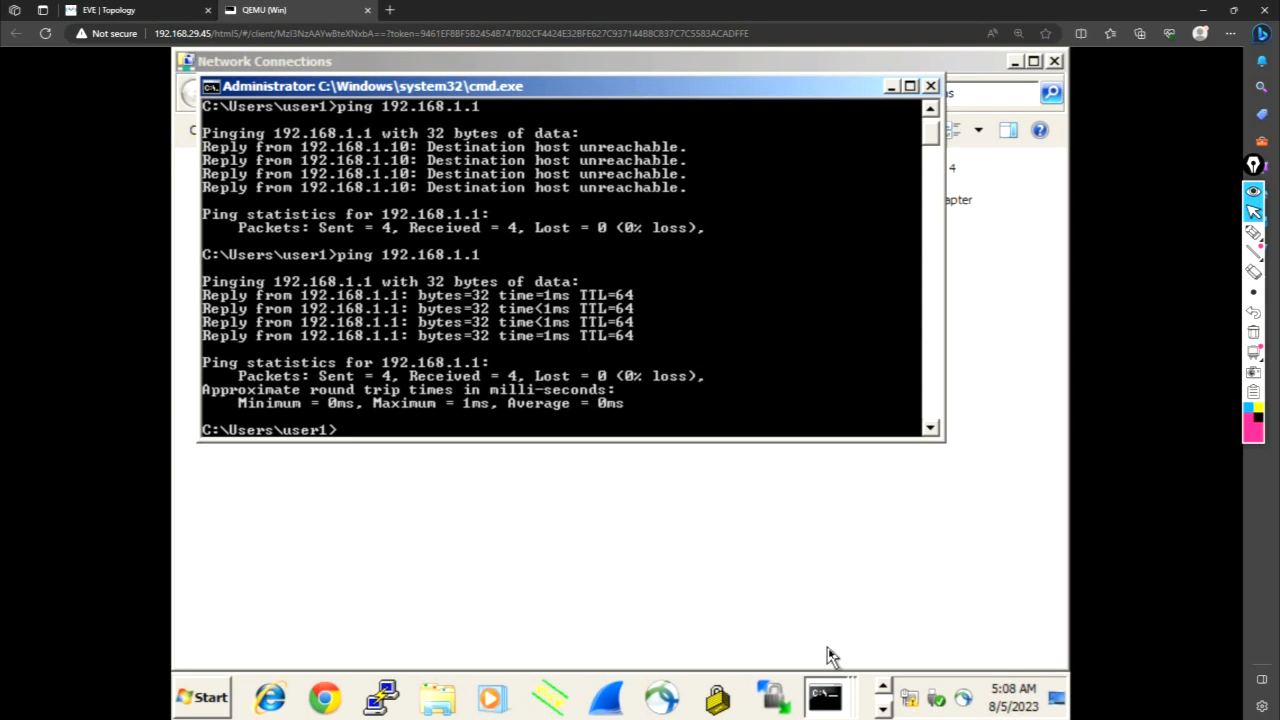 EVE | Topology
QEMU (Win)
Not secure
192.168.29.45/html5/#/client/MzI3NzAAYwBteXNxbA==?token=9461EF8BF5B2454B747B02CF4424E32BFE627C937144B8C837C7C5583ACADFFE
Network Connections
Administrator: C:\Windows\system32\cmd.exe
C:\Users\user1>ping 192.168.1.1
Pinging 192.168.1.1 with 32 bytes of data:
Reply from 192.168.1.10: Destination host unreachable.
Reply from 192.168.1.10: Destination host unreachable.
Reply from 192.168.1.10: Destination host unreachable.
Reply from 192.168.1.10: Destination host unreachable.
Ping statistics for 192.168.1.1:
Packets: Sent = 4, Received = 4, Lost = 0 (0% loss),
C:\Users\user1>ping 192.168.1.1
Pinging 192.168.1.1 with 32 bytes of data:
Reply from 192.168.1.1: bytes=32 time=1ms TTL=64
Reply from 192.168.1.1: bytes=32 time<1ms TTL=64
Reply from 192.168.1.1: bytes=32 time<1ms TTL=64
Reply from 192.168.1.1: bytes=32 time=1ms TTL=64
Ping statistics for 192.168.1.1:
Packets: Sent = 4, Received = 4, Lost = 0 (0% loss),
Approximate round trip times in milli-seconds:
Minimum = 0ms, Maximum = 1ms, Average = 0ms
C:\Users\user1>
ns
4
apter
Start
5:08 AM
8/5/2023